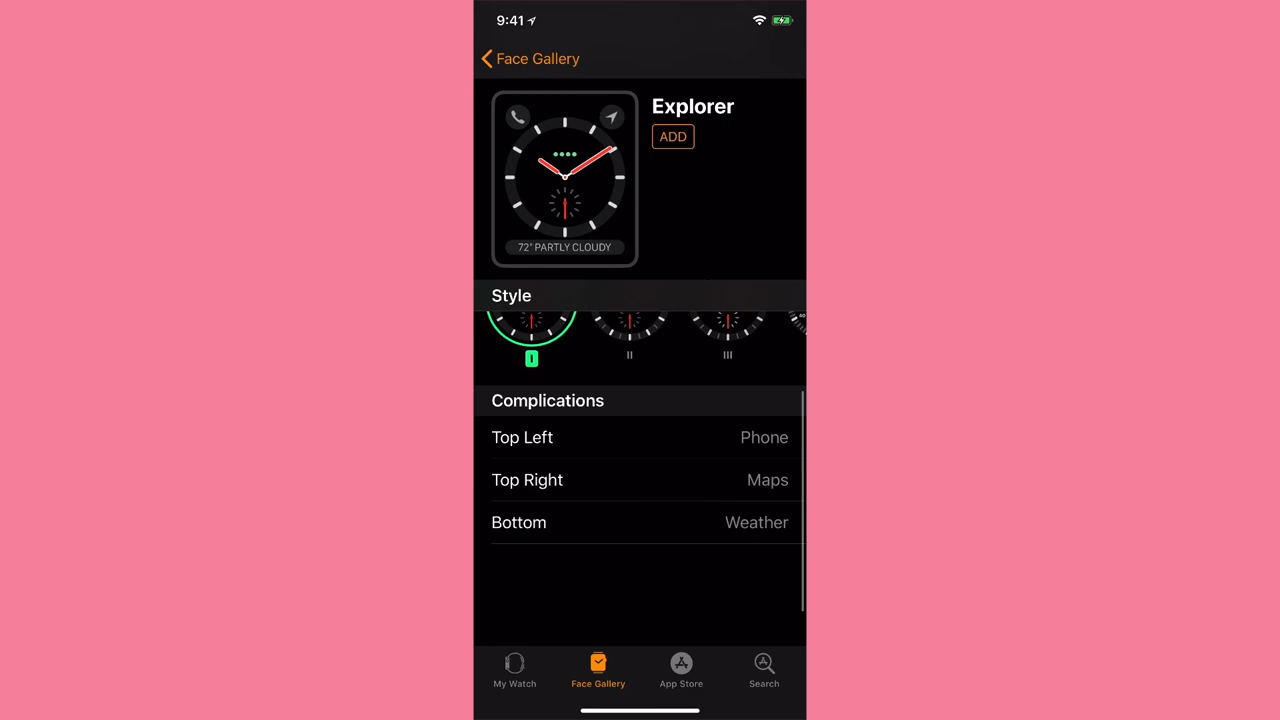 9:41
Face Gallery
Explorer
ADD
72° PARTLY CLOUDY
Style
I
II
III
40
Complications
Top Left
Phone
Top Right
Maps
Bottom
Weather
My Watch
Face Gallery
App Store
Search